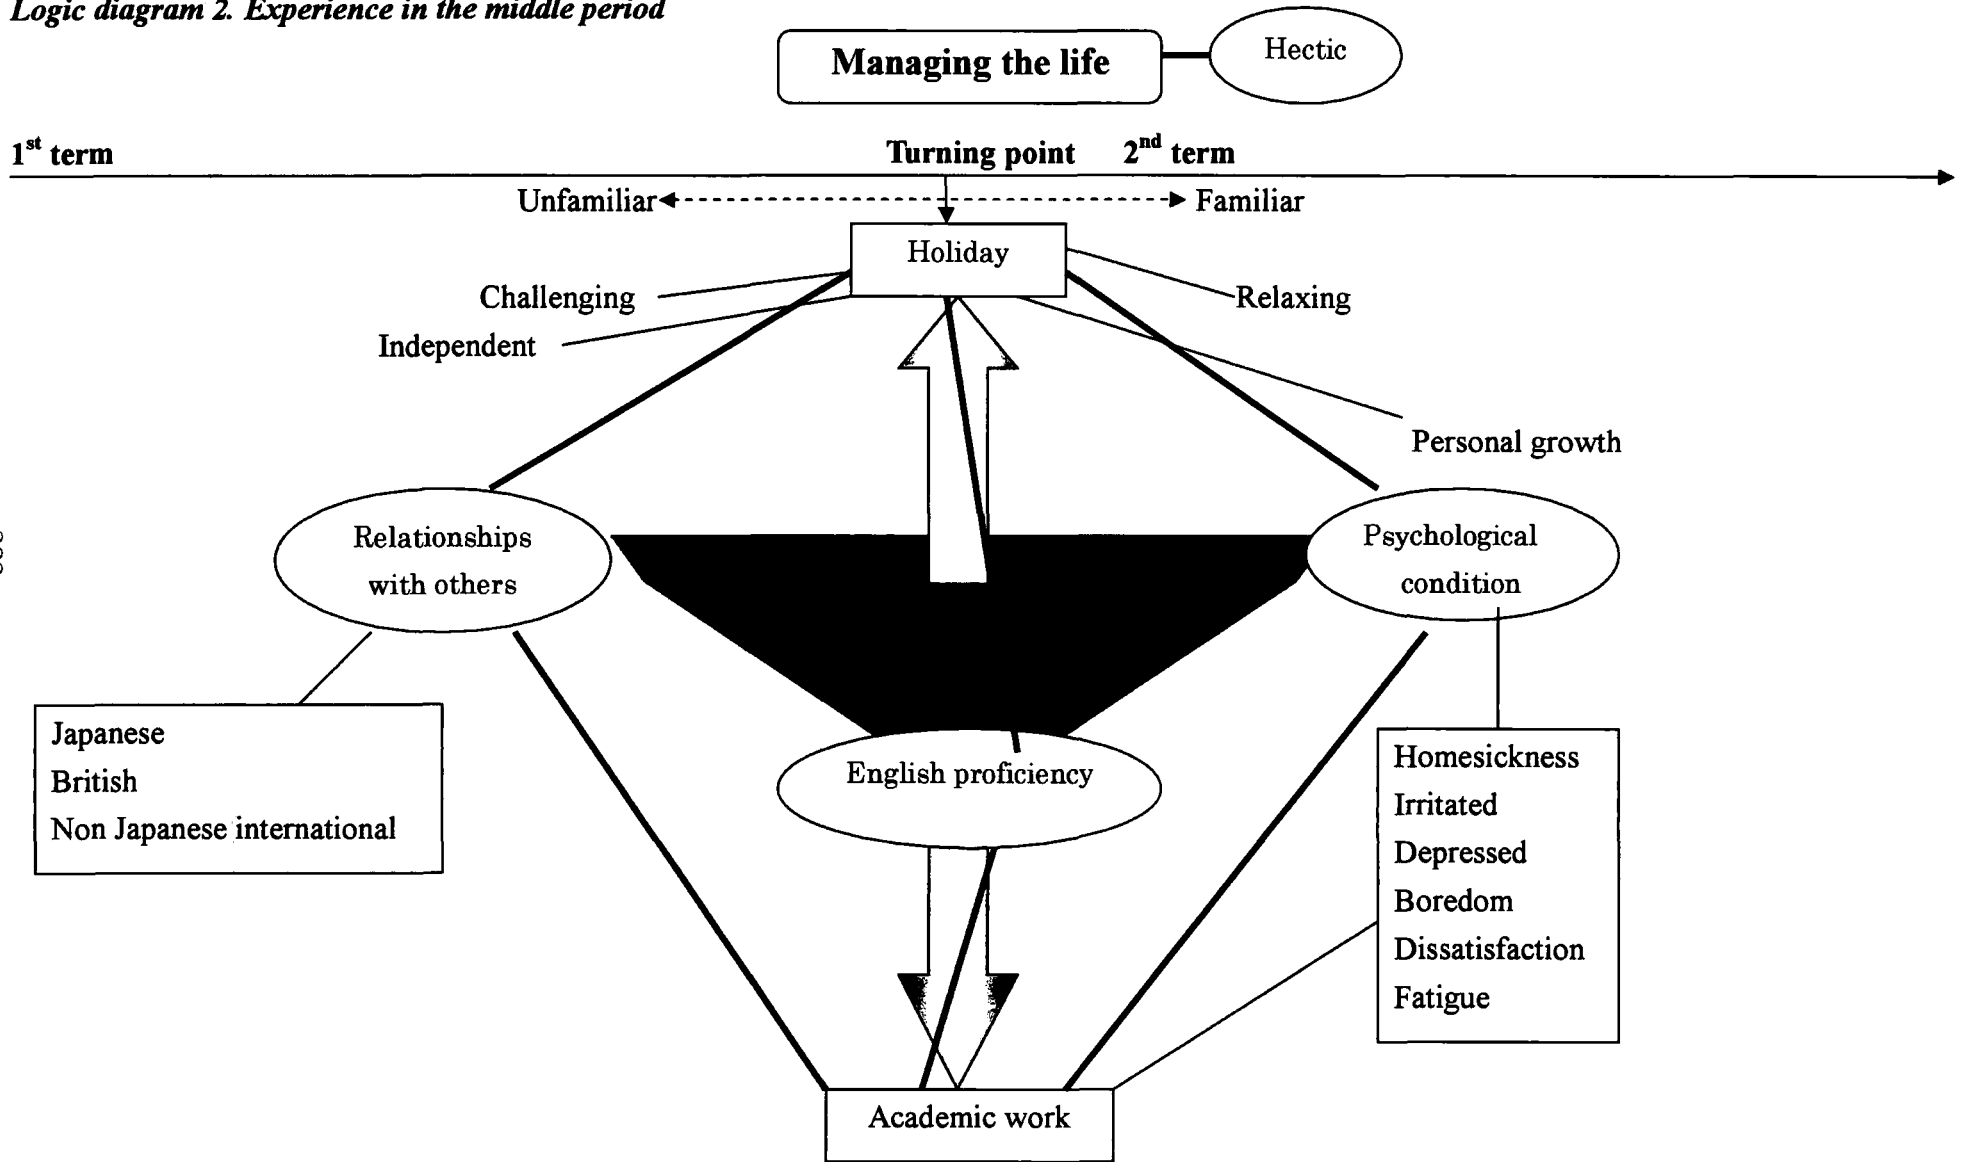 Logic diagram 2. Experience in the middle period
Managing the life
Hectic
1st term
Turning point
2nd term
Unfamiliar
Familiar
Holiday
Challenging
Relaxing
Independent
Personal growth
Relationships
with others
Psychological
condition
Japanese
British
Non Japanese international
English proficiency
Homesickness
Irritated
Depressed
Boredom
Dissatisfaction
Fatigue
Academic work